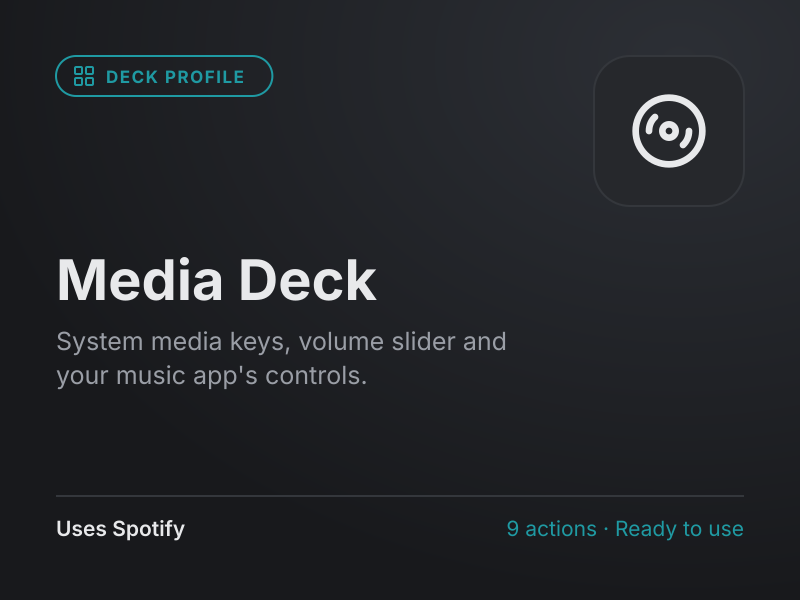 DECK PROFILE
Media Deck
System media keys, volume slider and
your music app's controls.
Uses Spotify
9 actions · Ready to use